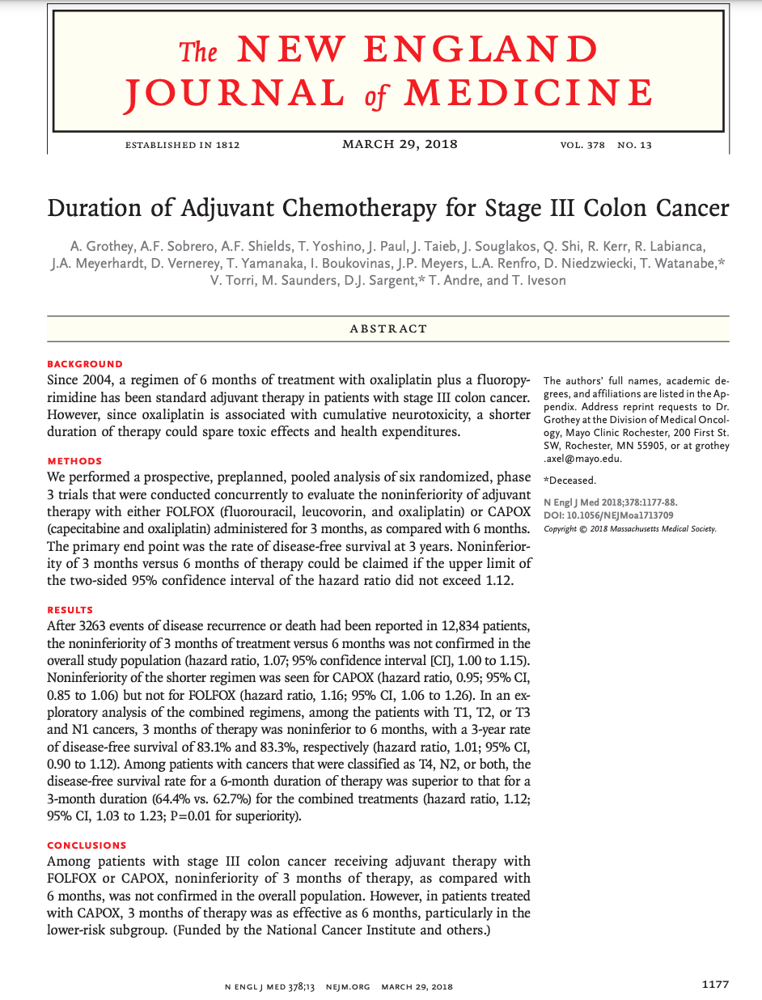 The NEW ENGLAND
JOURNAL of MEDICINE
ESTABLISHED IN 1812
MARCH 29, 2018
VOL. 378 NO. 13
Duration of Adjuvant Chemotherapy for Stage III Colon Cancer
A. Grothey, A.F. Sobrero, A.F. Shields, T. Yoshino, J. Paul, J. Taieb, J. Souglakos, Q. Shi, R. Kerr, R. Labianca,
J.A. Meyerhardt, D. Vernerey, T. Yamanaka, I. Boukovinas, J.P. Meyers, L.A. Renfro, D. Niedzwiecki, T. Watanabe,*
V. Torri, M. Saunders, D.J. Sargent,* T. Andre, and T. Iveson
ABSTRACT
BACKGROUND
Since 2004, a regimen of 6 months of treatment with oxaliplatin plus a fluoropy-
rimidine has been standard adjuvant therapy in patients with stage III colon cancer.
However, since oxaliplatin is associated with cumulative neurotoxicity, a shorter
duration of therapy could spare toxic effects and health expenditures.
METHODS
We performed a prospective, preplanned, pooled analysis of six randomized, phase
3 trials that were conducted concurrently to evaluate the noninferiority of adjuvant
therapy with either FOLFOX (fluorouracil, leucovorin, and oxaliplatin) or CAPOX
(capecitabine and oxaliplatin) administered for 3 months, as compared with 6 months.
The primary end point was the rate of disease-free survival at 3 years. Noninferior-
ity of 3 months versus 6 months of therapy could be claimed if the upper limit of
the two-sided 95% confidence interval of the hazard ratio did not exceed 1.12.
RESULTS
After 3263 events of disease recurrence or death had been reported in 12,834 patients,
the noninferiority of 3 months of treatment versus 6 months was not confirmed in the
overall study population (hazard ratio, 1.07; 95% confidence interval [CI], 1.00 to 1.15).
Noninferiority of the shorter regimen was seen for CAPOX (hazard ratio, 0.95; 95% CI,
0.85 to 1.06) but not for FOLFOX (hazard ratio, 1.16; 95% CI, 1.06 to 1.26). In an ex-
ploratory analysis of the combined regimens, among the patients with T1, T2, or T3
and N1 cancers, 3 months of therapy was noninferior to 6 months, with a 3-year rate
of disease-free survival of 83.1% and 83.3%, respectively (hazard ratio, 1.01; 95% CI,
0.90 to 1.12). Among patients with cancers that were classified as T4, N2, or both, the
disease-free survival rate for a 6-month duration of therapy was superior to that for a
3-month duration (64.4% vs. 62.7%) for the combined treatments (hazard ratio, 1.12;
95% CI, 1.03 to 1.23; P=0.01 for superiority).
CONCLUSIONS
Among patients with stage III colon cancer receiving adjuvant therapy with
FOLFOX or CAPOX, noninferiority of 3 months of therapy, as compared with
6 months, was not confirmed in the overall population. However, in patients treated
with CAPOX, 3 months of therapy was as effective as 6 months, particularly in the
lower-risk subgroup. (Funded by the National Cancer Institute and others.)
The authors' full names, academic de-
grees, and affiliations are listed in the Ap-
pendix. Address reprint requests to Dr.
Grothey at the Division of Medical Oncol-
ogy, Mayo Clinic Rochester, 200 First St.
SW, Rochester, MN 55905, or at grothey
.axel@mayo.edu.
*Deceased.
N Engl J Med 2018;378:1177-88.
DOI: 10.1056/NEJMoa1713709
Copyright © 2018 Massachusetts Medical Society.
N ENGL J MED 378;13 NEJM.ORG MARCH 29, 2018
1177